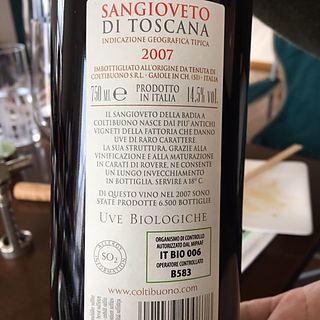 SANGIOVETO
DI TOSCANA
INDICAZIONE GEOGRAFICA TIPICA
2007
IMBOTTIGLIATO ALL'ORIGINE DA TENUTA DI
COLTIBUONO S.R.L. - GAIOLE IN CH. (SI) - ITALIA
750 ML e
PRODOTTO
IN ITALIA
14,5% vol.
IL SANGIOVETO DELLA BADIA A
COLTIBUONO NASCE DAI PIU' ANTICHI
VIGNETI DELLA FATTORIA CHE DANNO
UVE DI RARO CARATTERE.
LA SUA STRUTTURA, GRAZIE ALLA
VINIFICAZIONE E ALLA MATURAZIONE
IN CARATI DI ROVERE, NE CONSENTE
UN LUNGO INVECCHIAMENTO
IN BOTTIGLIA. SERVIRE A 18° C.
DI QUESTO VINO NEL 2007 SONO
STATE PRODOTTE 6.500 BOTTIGLIE
UVE BIOLOGICHE
SO2
ORGANISMO DI CONTROLLO
AUTORIZZATO DAL MIPAAF
IT BIO 006
OPERATORE CONTROLLATO
B583
www.coltibuono.com